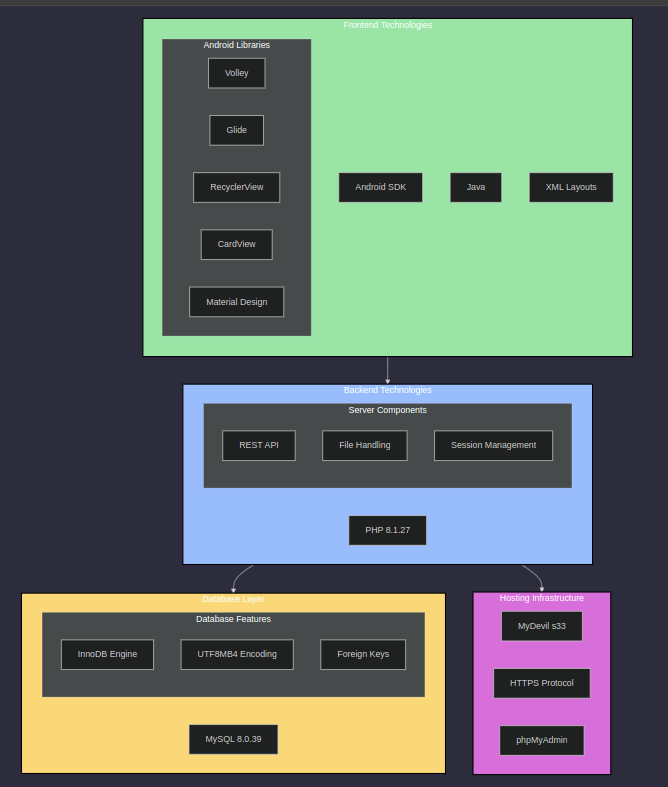 Frontend Technologies
Android Libraries
Volley
Glide
RecyclerView
CardView
Material Design
Android SDK
Java
XML Layouts
Backend Technologies
Server Components
REST API
File Handling
Session Management
PHP 8.1.27
Database Layer
Database Features
InnoDB Engine
UTF8MB4 Encoding
Foreign Keys
MySQL 8.0.39
Hosting Infrastructure
MyDevil s33
HTTPS Protocol
phpMyAdmin